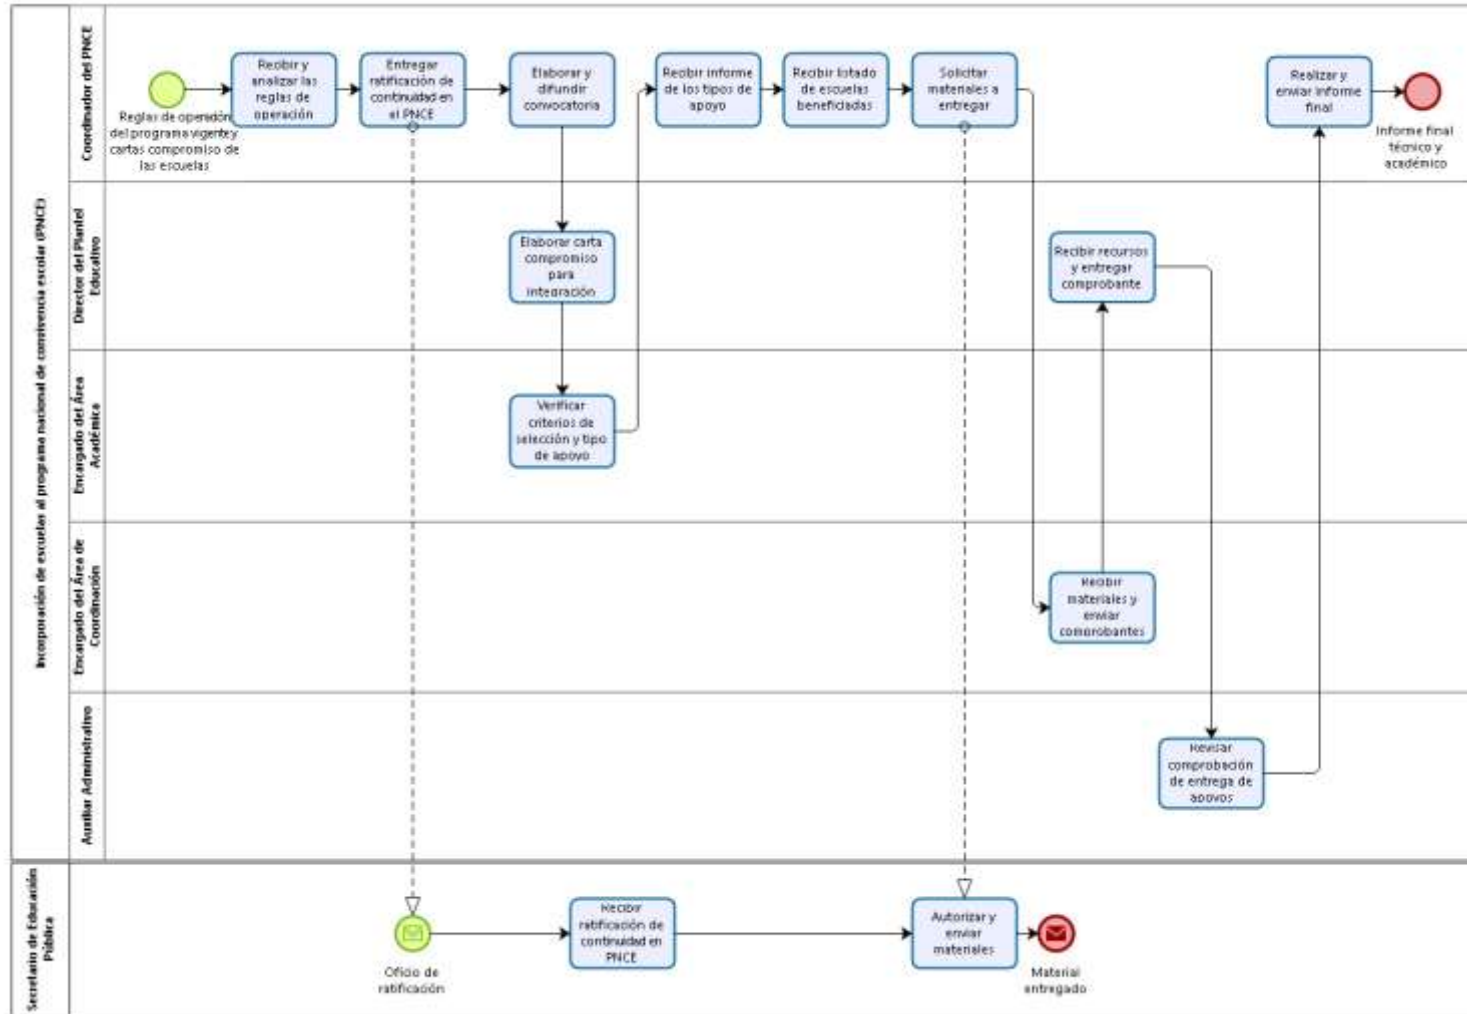 Incorporación de escuelas al programa nacional de convivencia escolar (PNCE)
Coordinador del PNCE
Reglas de operación
del programa vigente y
cartas compromiso de
las escuelas
Recibir y
analizar las
reglas de
operación
Entregar
ratificación de
continuidad en
el PNCE
Elaborar y
difundir
convocatoria
Recibir informe
de los tipos de
apoyo
Recibir listado
de escuelas
beneficiadas
Solicitar
materiales a
entregar
Realizar y
enviar informe
final
Informe final
técnico y
académico
Director del Plantel
Educativo
Elaborar carta
compromiso
para
integración
Recibir recursos
y entregar
comprobante
Encargado del Área
Académica
Verificar
criterios de
selección y tipo
de apoyo
Encargado del Área de
Coordinación
Recibir
materiales y
enviar
comprobantes
Auxiliar Administrativo
Revisar
comprobación
de entrega de
apoyos
Secretario de Educación
Pública
Oficio de
ratificación
Recibir
ratificación de
continuidad en
PNCE
Autorizar y
enviar
materiales
Material
entregado